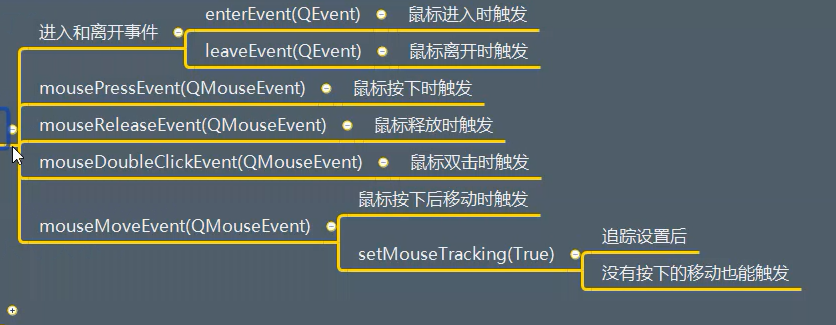 进入和离开事件
enterEvent(QEvent)
鼠标进入时触发
leaveEvent(QEvent)
鼠标离开时触发
mousePressEvent(QMouseEvent)
鼠标按下时触发
mouseReleaseEvent(QMouseEvent)
鼠标释放时触发
mouseDoubleClickEvent(QMouseEvent)
鼠标双击时触发
mouseMoveEvent(QMouseEvent)
鼠标按下后移动时触发
setMouseTracking(True)
追踪设置后
没有按下的移动也能触发